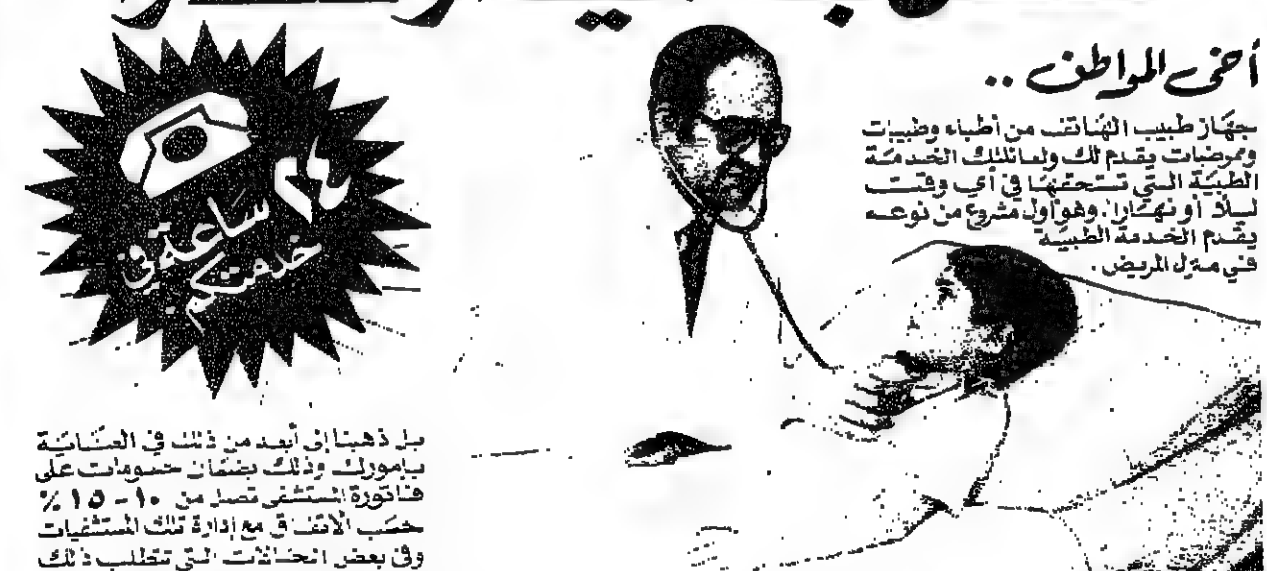 أخي المواطن ..
جهاز طبيب الهاتف من أطباء وطبيبات
وممرضات يقدم لك ولعائلتك الخدمة
الطبية التي تستحقها في أي وقت
ليلا أو نهارا. وهو أول مشروع من نوعه
يقدم الخدمة الطبية
في منزل المريض .
ساعة في
خدمتكم
بل ذهبنا إلى أبعد من ذلك في العناية
بأمورك وذلك بضمان خصومات على
فاتورة المستشفى تصل من ١٠ - ١٥ ٪
حسب الاتفاق مع إدارة تلك المستشفيات
وفي بعض الحالات التي تتطلب ذلك